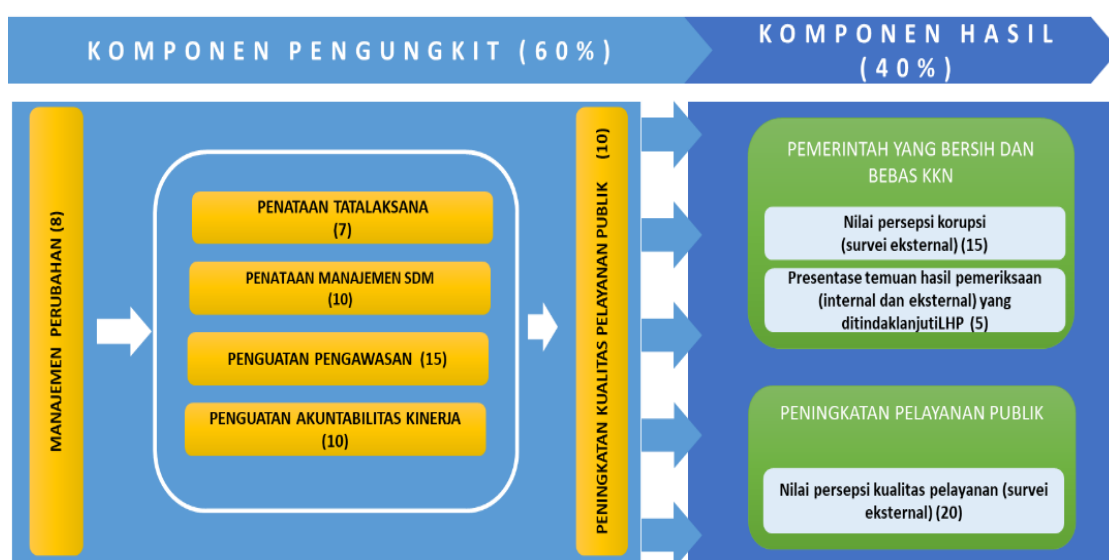 KOMPONEN PENGUNGKIT (60%)
KOMPONEN HASIL
(40%)
MANAJEMEN PERUBAHAN (8)
PENATAAN TATALAKSANA
(7)
PENATAAN MANAJEMEN SDM
(10)
PENGUATAN PENGAWASAN (15)
PENGUATAN AKUNTABILITAS KINERJA
(10)
PENINGKATAN KUALITAS PELAYANAN PUBLIK (10)
PEMERINTAH YANG BERSIH DAN
BEBAS KKN
Nilai persepsi korupsi
(survei eksternal) (15)
Presentase temuan hasil pemeriksaan
(internal dan eksternal) yang
ditindaklanjutiLHP (5)
PENINGKATAN PELAYANAN PUBLIK
Nilai persepsi kualitas pelayanan (survei
eksternal) (20)